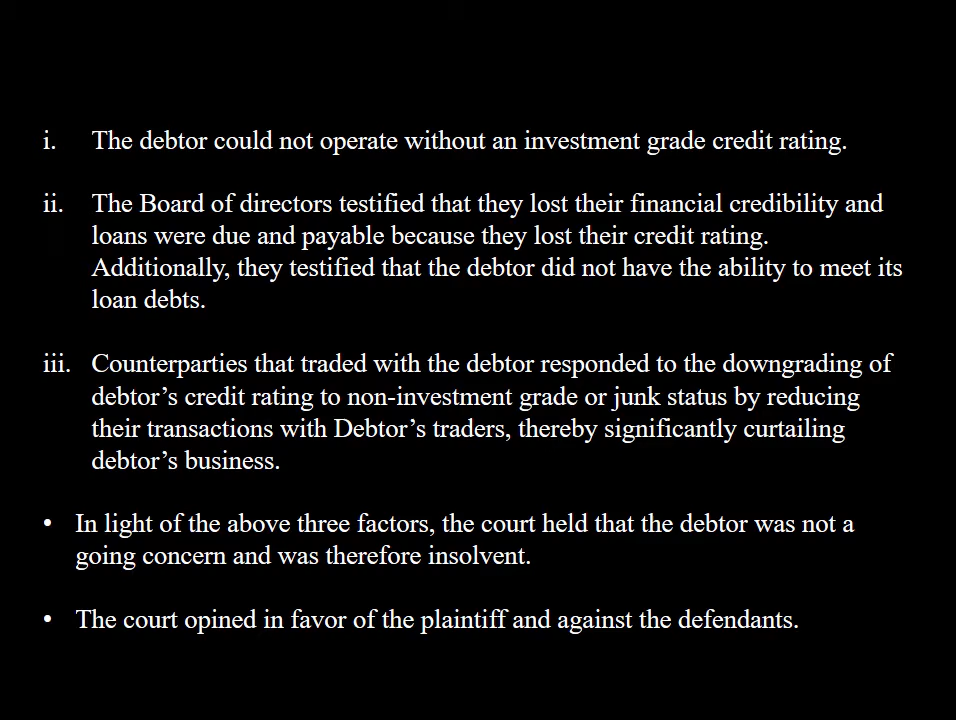 i. The debtor could not operate without an investment grade credit rating.
ii. The Board of directors testified that they lost their financial credibility and
loans were due and payable because they lost their credit rating.
Additionally, they testified that the debtor did not have the ability to meet its
loan debts.
iii. Counterparties that traded with the debtor responded to the downgrading of
debtor’s credit rating to non-investment grade or junk status by reducing
their transactions with Debtor’s traders, thereby significantly curtailing
debtor’s business.
• In light of the above three factors, the court held that the debtor was not a
going concern and was therefore insolvent.
• The court opined in favor of the plaintiff and against the defendants.